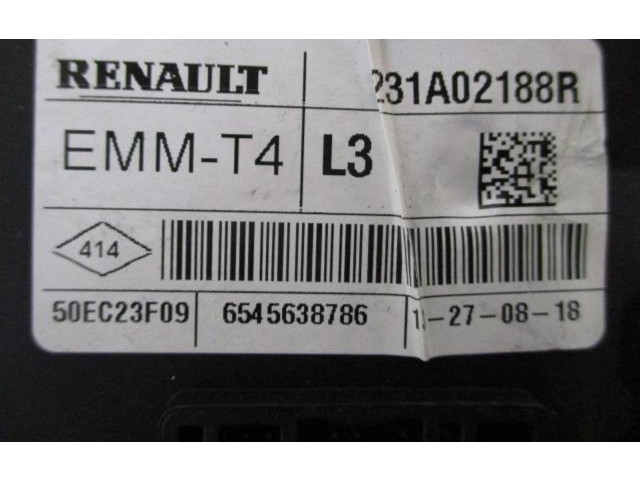 RENAULT 231A02188R
EMM-T4 L3
414
50EC23F09 6545638786 -27-08-18